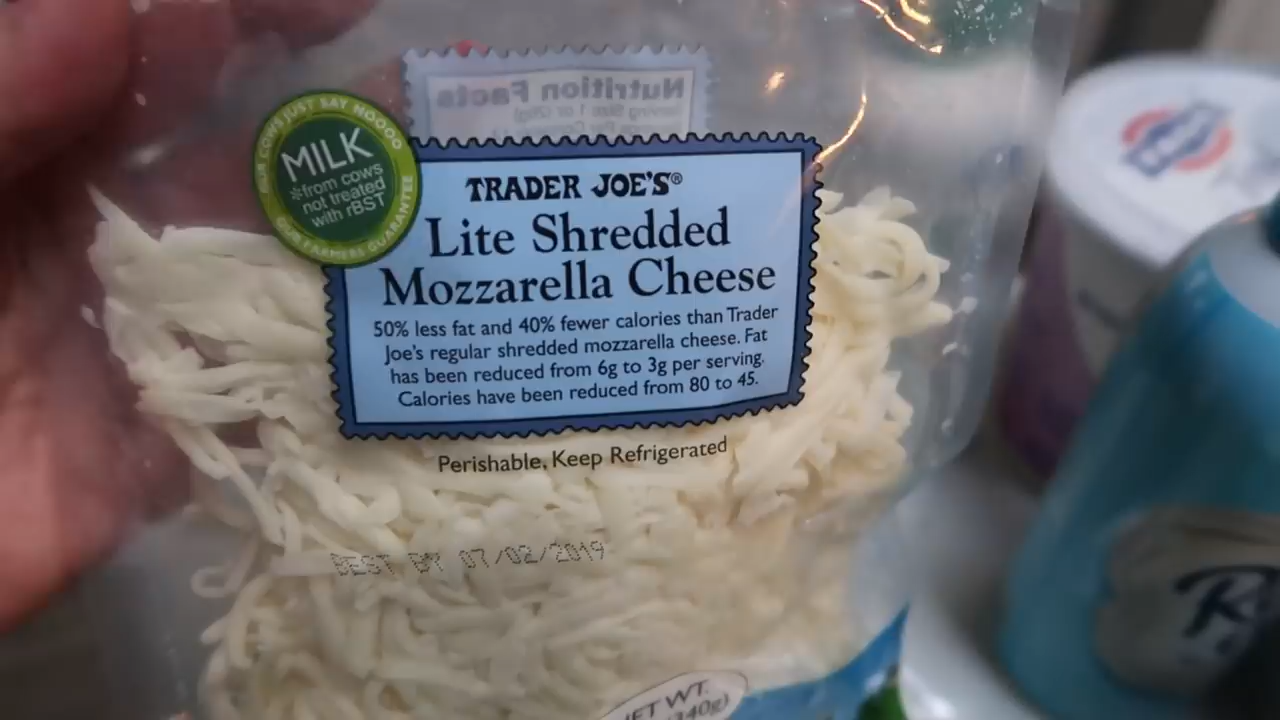 Nutrition Facts
OUR COWS JUST SAY MOOOO
MILK
*from cows
not treated
with rBST
OUR FARMERS GUARANTEE
TRADER JOE'S®
Lite Shredded
Mozzarella Cheese
50% less fat and 40% fewer calories than Trader
Joe's regular shredded mozzarella cheese. Fat
has been reduced from 6g to 3g per serving.
Calories have been reduced from 80 to 45.
Perishable, Keep Refrigerated
BEST BY 07/02/2019
NET WT.
(340g)